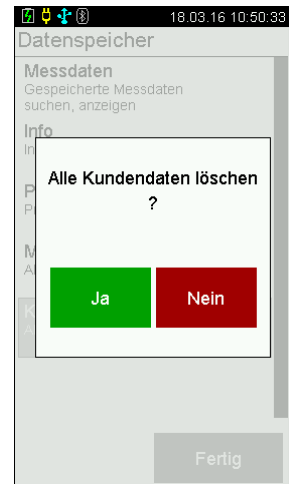 18.03.16 10:50:33
Datenspeicher
Messdaten
Gespeicherte Messdaten
suchen, anzeigen
Info
Alle Kundendaten löschen
?
Ja
Nein
Fertig